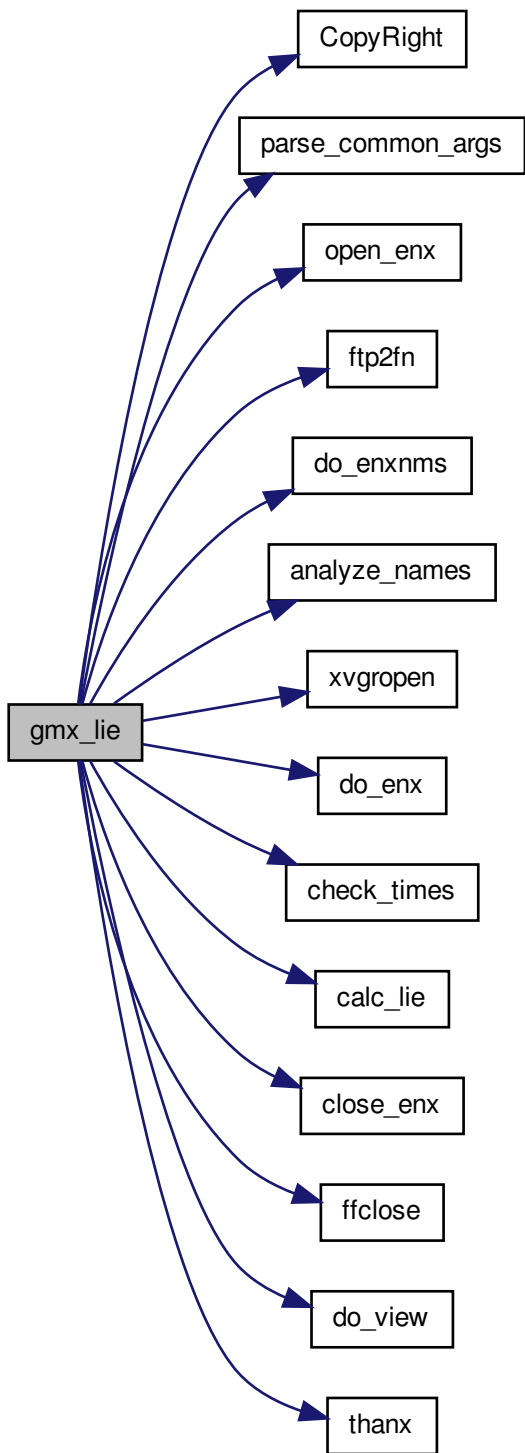 CopyRight
parse_common_args
open_enx
ftp2fn
do_enxnms
analyze_names
xvgropen
gmx_lie
do_enx
check_times
calc_lie
close_enx
ffclose
do_view
thanx